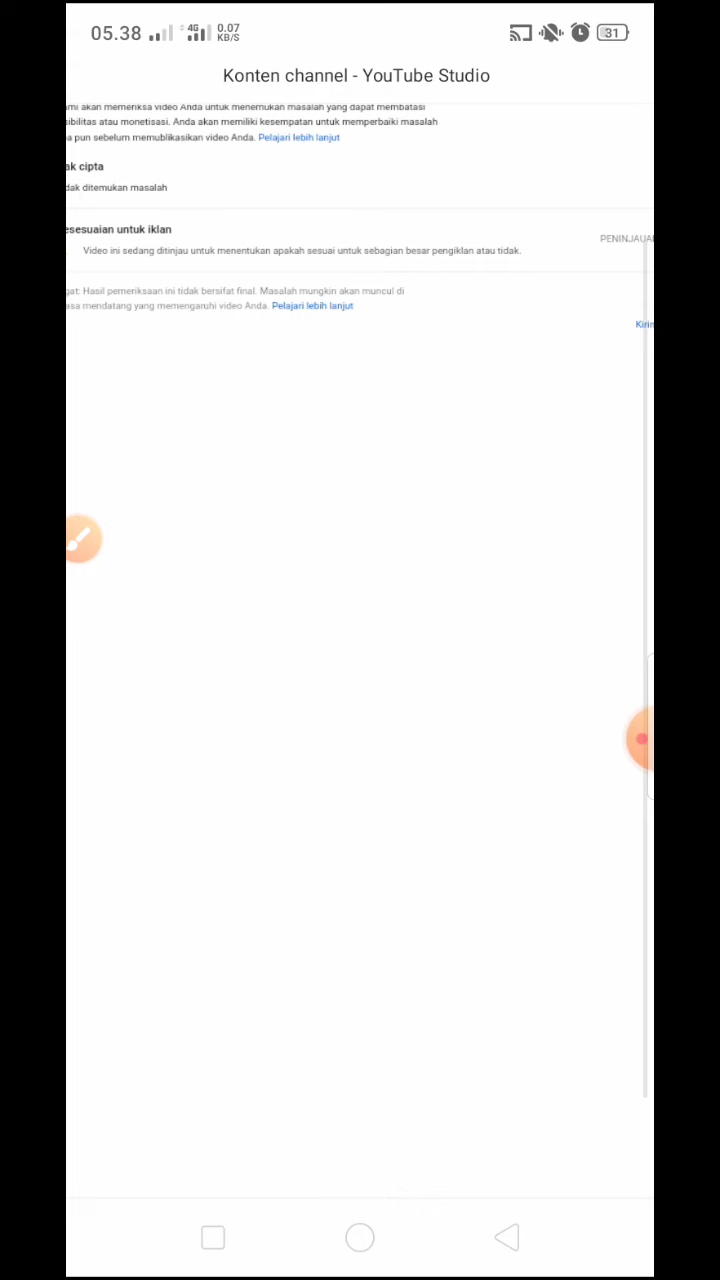 05.38 4G 0.07 KB/S 31
Konten channel - YouTube Studio
ami akan memeriksa video Anda untuk menemukan masalah yang dapat membatasi
sibilitas atau monetisasi. Anda akan memiliki kesempatan untuk memperbaiki masalah
a pun sebelum memublikasikan video Anda. Pelajari lebih lanjut
ak cipta
dak ditemukan masalah
esesuaian untuk iklan
PENINJAUA
Video ini sedang ditinjau untuk menentukan apakah sesuai untuk sebagian besar pengiklan atau tidak.
gat: Hasil pemeriksaan ini tidak bersifat final. Masalah mungkin akan muncul di
asa mendatang yang memengaruhi video Anda. Pelajari lebih lanjut
Kirim